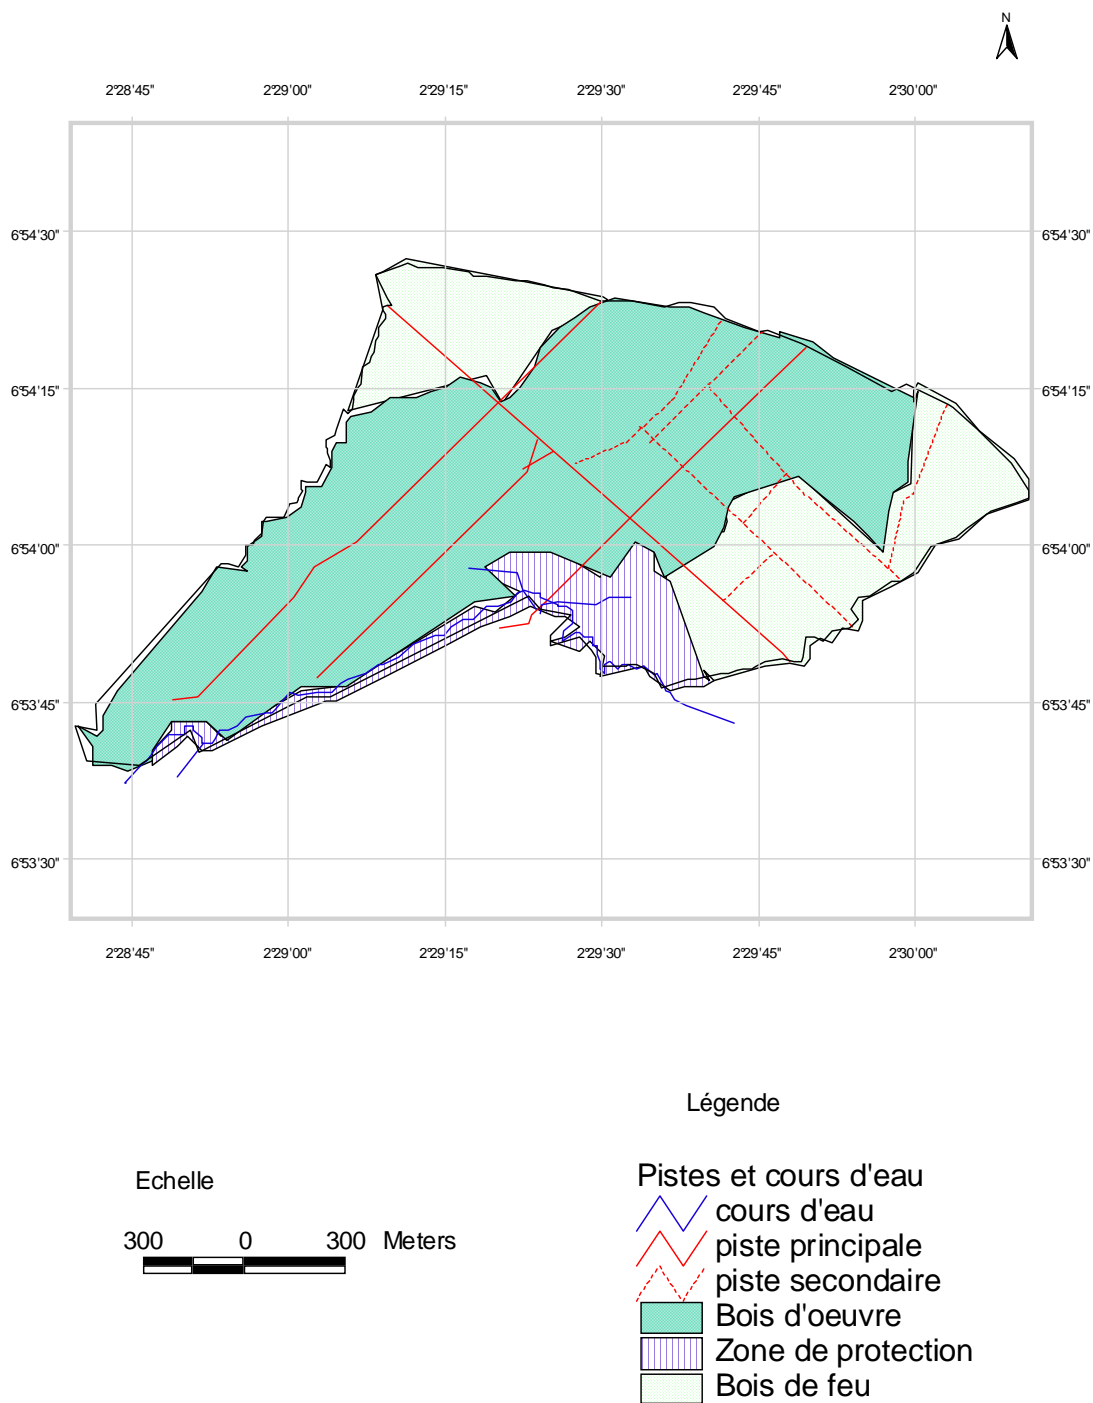 N
2°28'45" 2°29'00" 2°29'15" 2°29'30" 2°29'45" 2°30'00"
6°54'30" 6°54'30"
6°54'15" 6°54'15"
6°54'00" 6°54'00"
6°53'45" 6°53'45"
6°53'30" 6°53'30"
2°28'45" 2°29'00" 2°29'15" 2°29'30" 2°29'45" 2°30'00"
Légende
Echelle
300 0 300 Meters
Pistes et cours d'eau
cours d'eau
piste principale
piste secondaire
Bois d'oeuvre
Zone de protection
Bois de feu